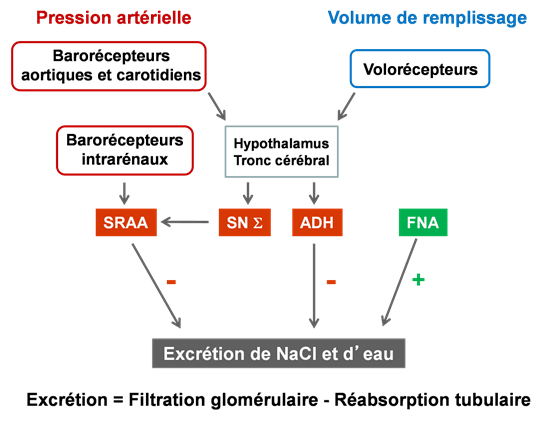 Pression artérielle
Volume de remplissage
Barorécepteurs
aortiques et carotidiens
Volorécepteurs
Barorécepteurs
intrarénaux
Hypothalamus
Tronc cérébral
SRAA
SN Σ
ADH
FNA
-
-
+
Excrétion de NaCl et d’eau
Excrétion = Filtration glomérulaire - Réabsorption tubulaire